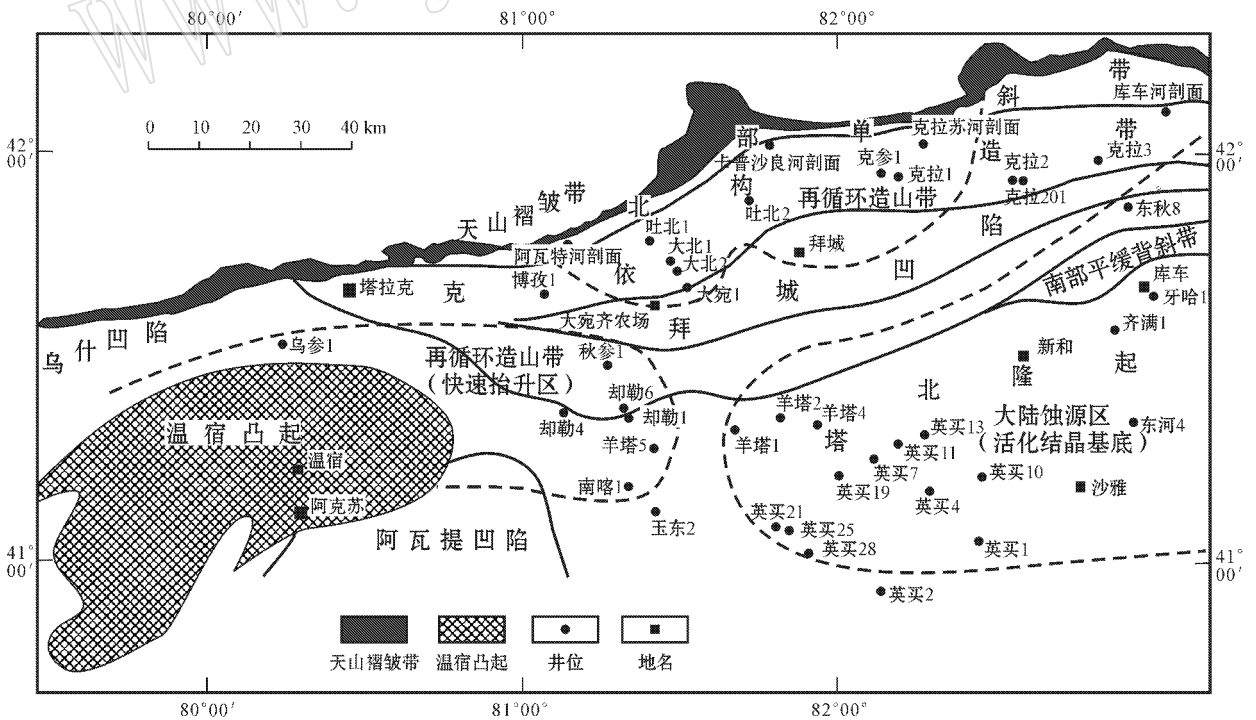 80°00′
81°00′
82°00′
0 10 20 30 40 km
42°
00′
42°
00′
天山褶皱带
北部单斜带
克依构造带
库车河剖面
克拉苏河剖面
卡普沙良河剖面
克参1
克拉1
克拉2
克拉201
克拉3
再循环造山带
吐北2
吐北1
东秋8
拜城
大北1
大北2
大宛1
阿瓦特河剖面
博孜1
塔拉克
大宛齐农场
拜城凹陷
南部平缓背斜带
库车
牙哈1
齐满1
新和
乌什凹陷
乌参1
再循环造山带
（快速抬升区）
秋参1
却勒6
却勒1
却勒4
羊塔5
羊塔2
羊塔4
羊塔1
塔北隆起
大陆蚀源区
（活化结晶基底）
英买13
英买11
英买7
英买19
英买4
英买10
东河4
沙雅
温宿凸起
温宿
阿克苏
南喀1
玉东2
阿瓦提凹陷
英买21
英买25
英买28
英买1
英买2
41°
00′
41°
00′
天山褶皱带
温宿凸起
井位
地名
80°00′
81°00′
82°00′